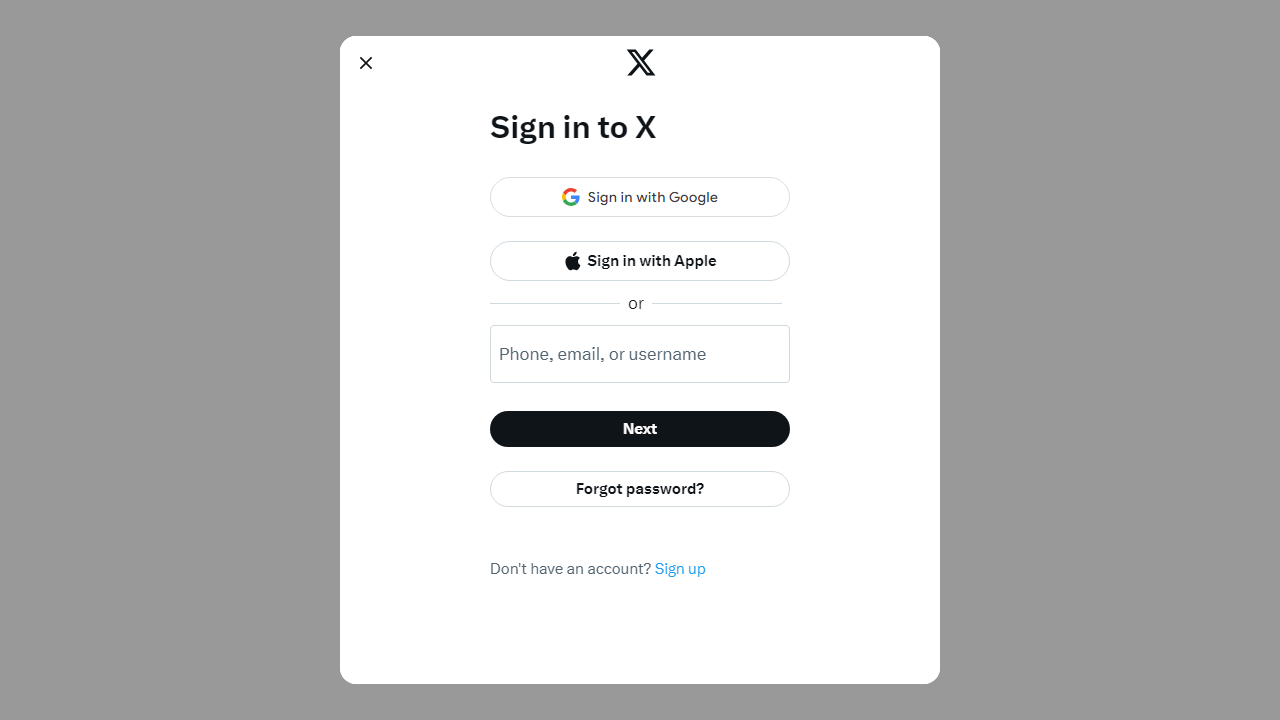 Sign in to X
Sign in with Google
Sign in with Apple
or
Phone, email, or username
Next
Forgot password?
Don't have an account? Sign up